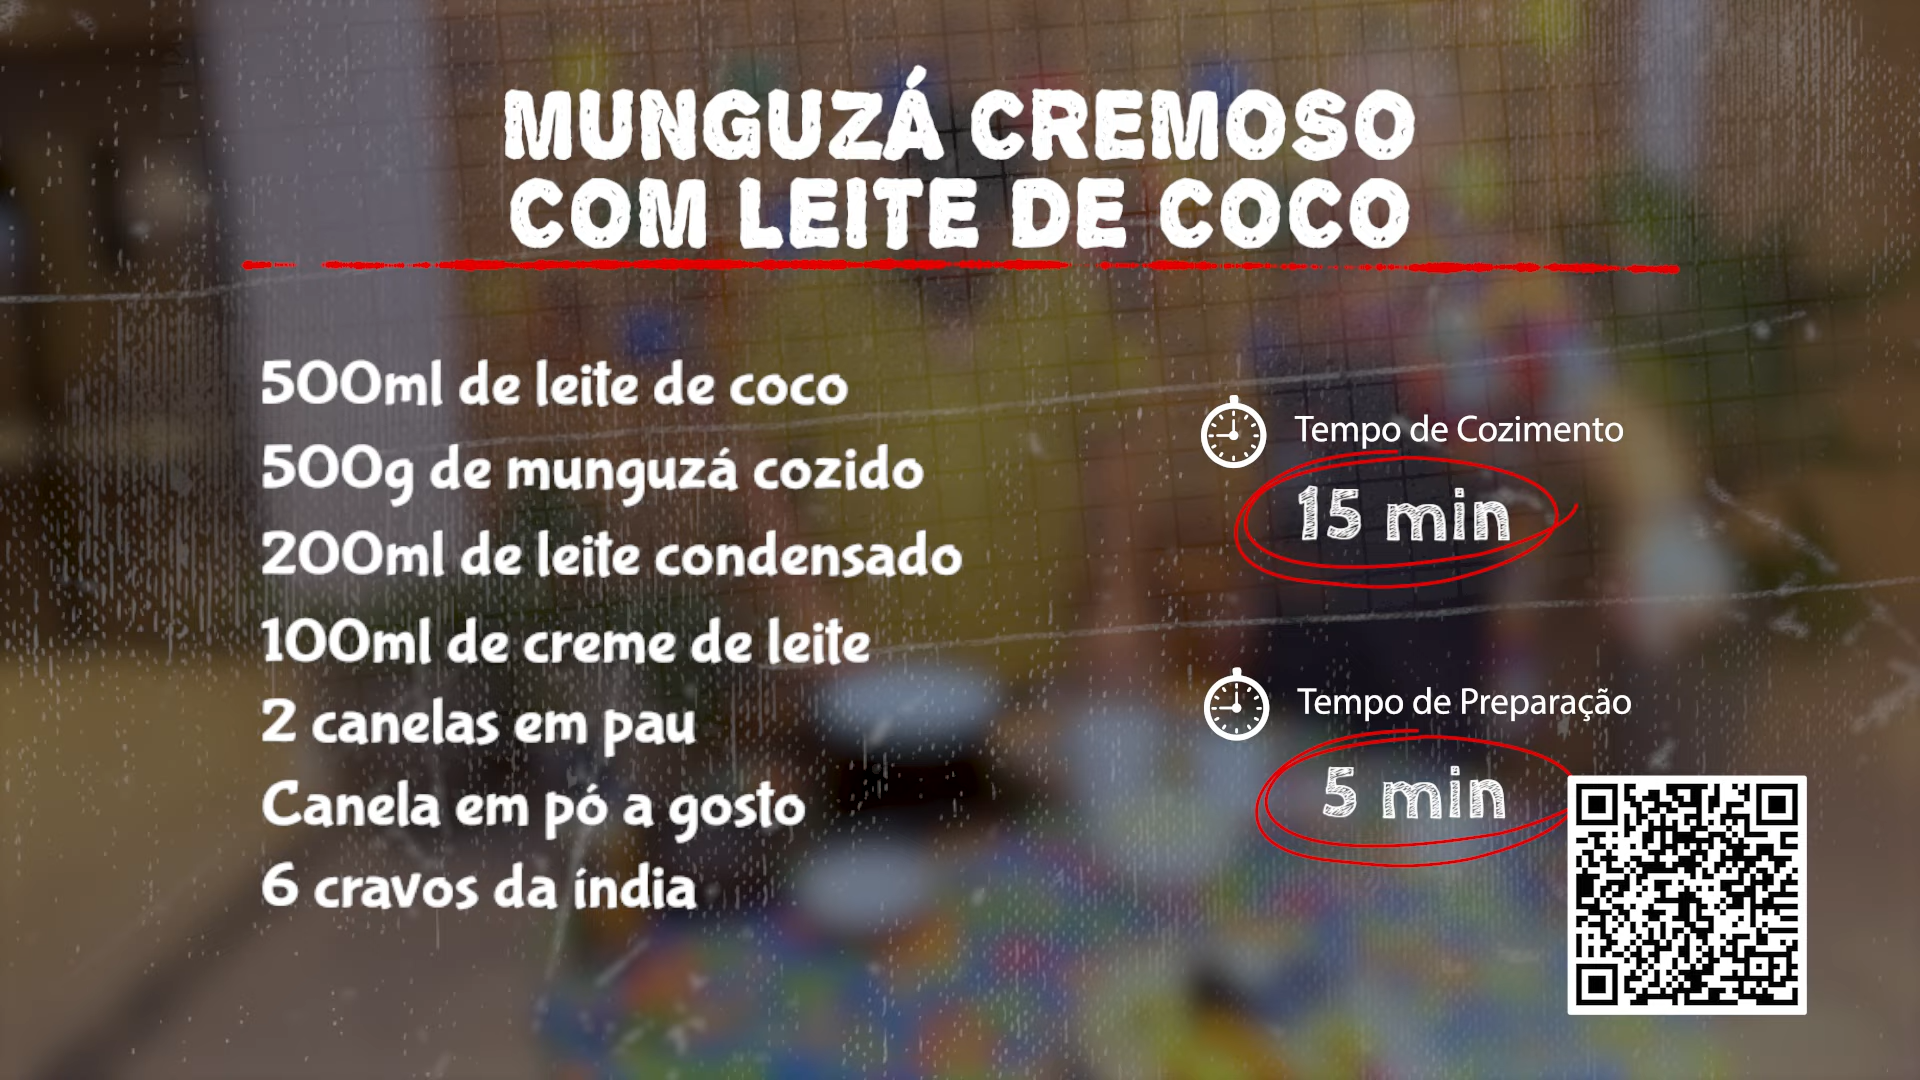 MUNGUZÁ CREMOSO
COM LEITE DE COCO
500ml de leite de coco
500g de munguzá cozido
200ml de leite condensado
100ml de creme de leite
2 canelas em pau
Canela em pó a gosto
6 cravos da índia
Tempo de Cozimento
15 min
Tempo de Preparação
5 min